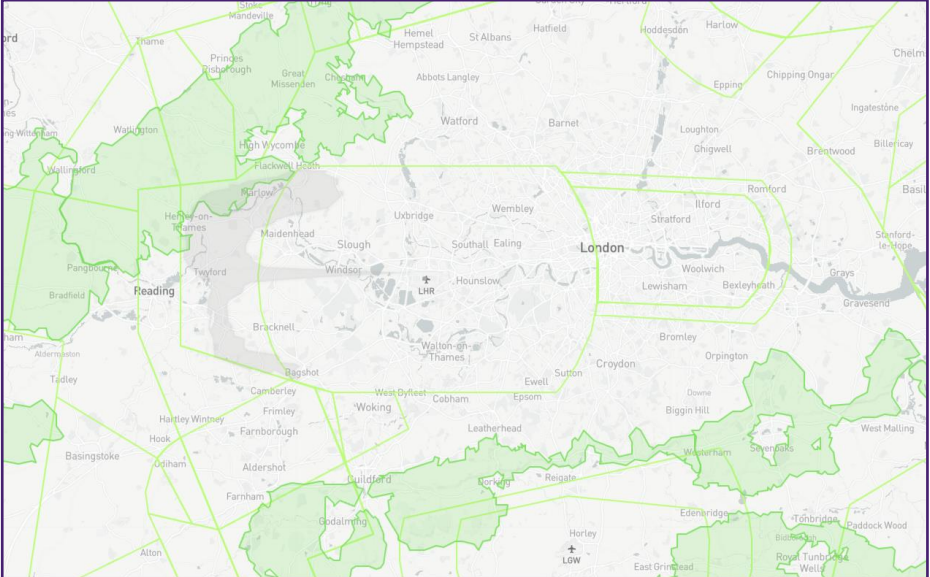 Stoke
Mandeville
Thame
Princes
Risborough
Great
Missenden
Chesham
Hemel
Hempstead
St Albans
Hatfield
Hoddesdon
Harlow
Chelm
Abbots Langley
Epping
Chipping Ongar
Ingatestone
Watlington
Watford
Barnet
Loughton
Chigwell
Brentwood
Billericay
High Wycombe
Flackwell Heath
Wallingford
Marlow
Henley-on-
Thames
Maidenhead
Slough
Uxbridge
Wembley
Romford
Ilford
Stratford
Basil
Southall
Ealing
London
Stanford-
le-Hope
Pangbourne
Twyford
Windsor
LHR
Hounslow
Woolwich
Lewisham
Bexleyheath
Grays
Gravesend
Bradfield
Reading
Bracknell
Walton-on-
Thames
Bromley
Orpington
Croydon
Sutton
Ewell
Epsom
Aldermaston
Tadley
Bagshot
Camberley
West Byfleet
Cobham
Woking
Downe
Biggin Hill
Leatherhead
West Malling
Hartley Wintney
Frimley
Farnborough
Hook
Basingstoke
Odiham
Aldershot
Guildford
Dorking
Reigate
Westerham
Sevenoaks
Farnham
Godalming
Edenbridge
Tonbridge
Paddock Wood
Horley
LGW
Alton
East Grinstead
Royal Tunbridge
Wells